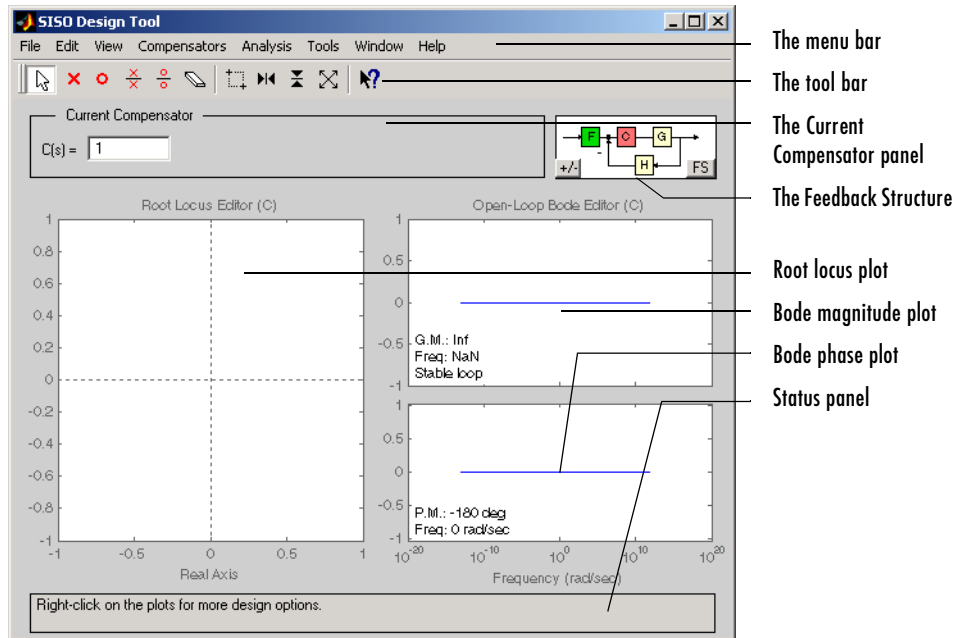 SISO Design Tool
File Edit View Compensators Analysis Tools Window Help
The menu bar
The tool bar
Current Compensator
C(s) = 1
F C G
H
+/- FS
The Current
Compensator panel
The Feedback Structure
Root Locus Editor (C)
1
0.8
0.6
0.4
0.2
0
-0.2
-0.4
-0.6
-0.8
-1
-1 -0.5 0 0.5 1
Real Axis
Open-Loop Bode Editor (C)
1
0.5
0
-0.5
-1
G.M.: Inf
Freq: NaN
Stable loop
1
0.5
0
-0.5
-1
P.M.: -180 deg
Freq: 0 rad/sec
10^-20 10^-10 10^0 10^10 10^20
Frequency (rad/sec)
Root locus plot
Bode magnitude plot
Bode phase plot
Status panel
Right-click on the plots for more design options.